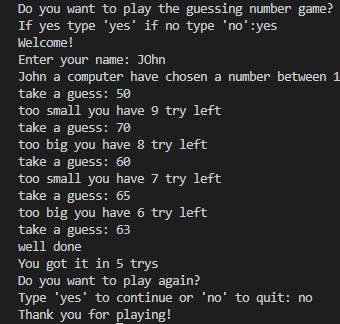 Do you want to play the guessing number game?
If yes type 'yes' if no type 'no':yes
Welcome!
Enter your name: JOhn
John a computer have chosen a number between 1
take a guess: 50
too small you have 9 try left
take a guess: 70
too big you have 8 try left
take a guess: 60
too small you have 7 try left
take a guess: 65
too big you have 6 try left
take a guess: 63
well done
You got it in 5 trys
Do you want to play again?
Type 'yes' to continue or 'no' to quit: no
Thank you for playing!